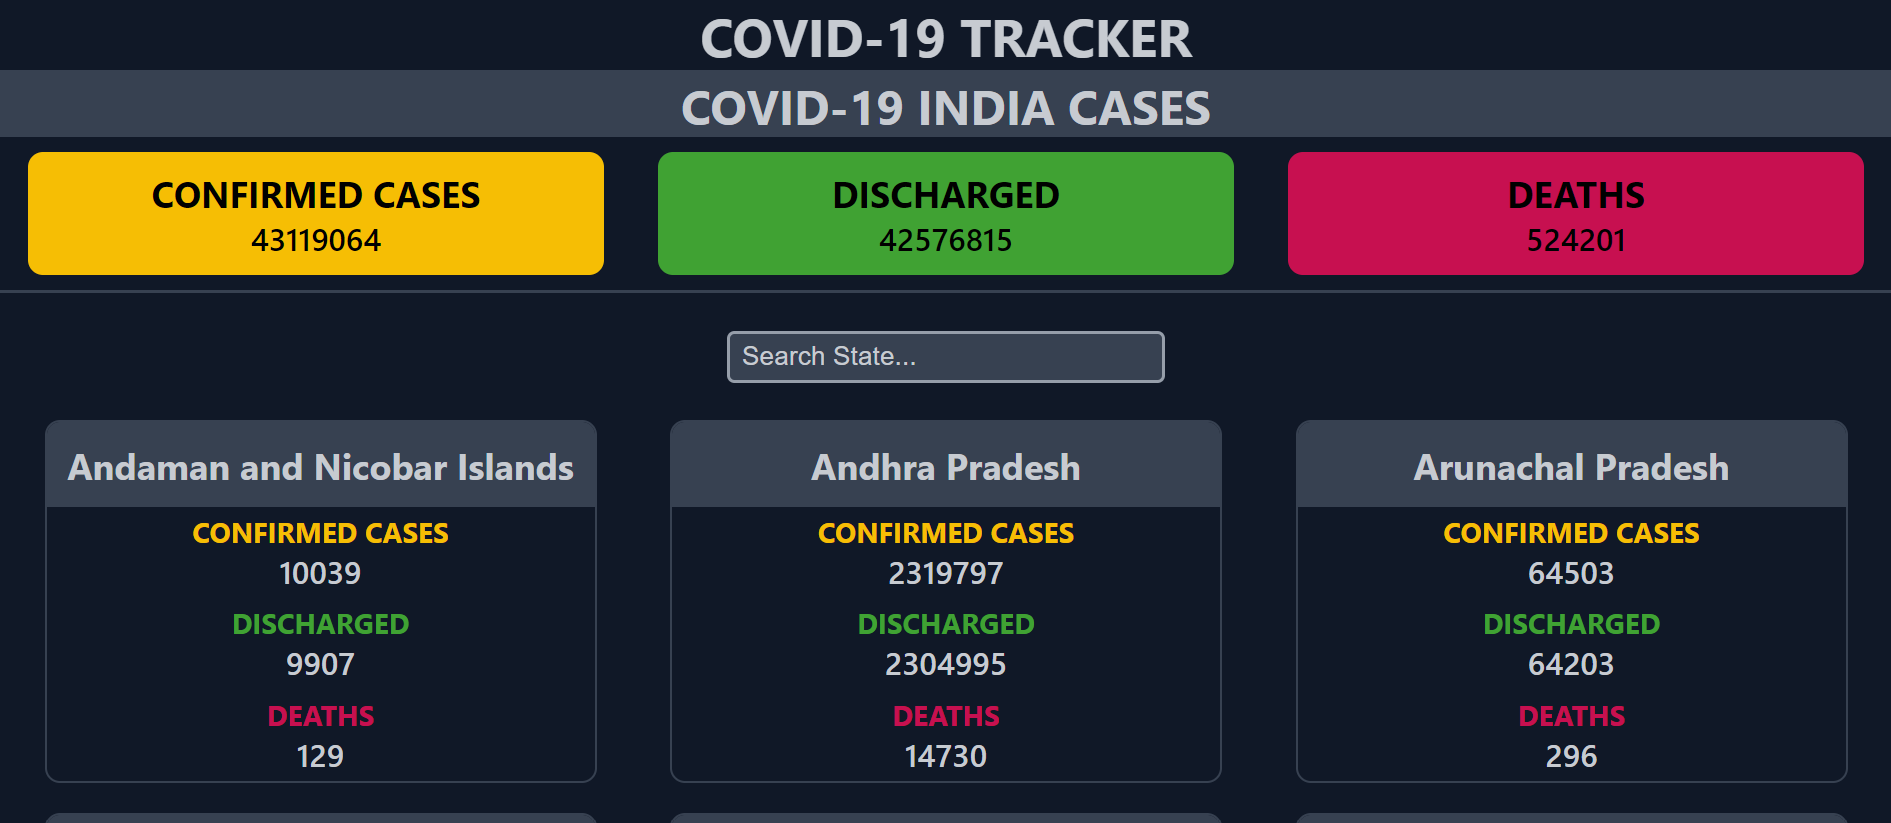 COVID-19 TRACKER
COVID-19 INDIA CASES
CONFIRMED CASES
43119064
DISCHARGED
42576815
DEATHS
524201
Search State...
Andaman and Nicobar Islands
CONFIRMED CASES
10039
DISCHARGED
9907
DEATHS
129
Andhra Pradesh
CONFIRMED CASES
2319797
DISCHARGED
2304995
DEATHS
14730
Arunachal Pradesh
CONFIRMED CASES
64503
DISCHARGED
64203
DEATHS
296